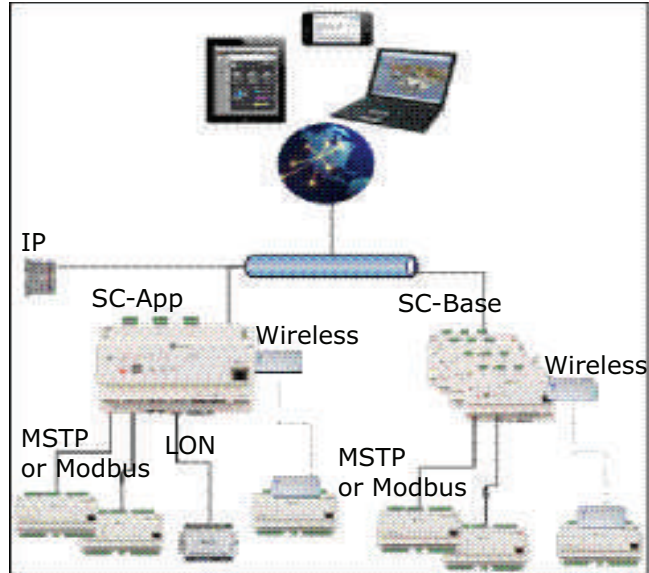 IP
SC-App
SC-Base
Wireless
Wireless
MSTP
or Modbus
LON
MSTP
or Modbus